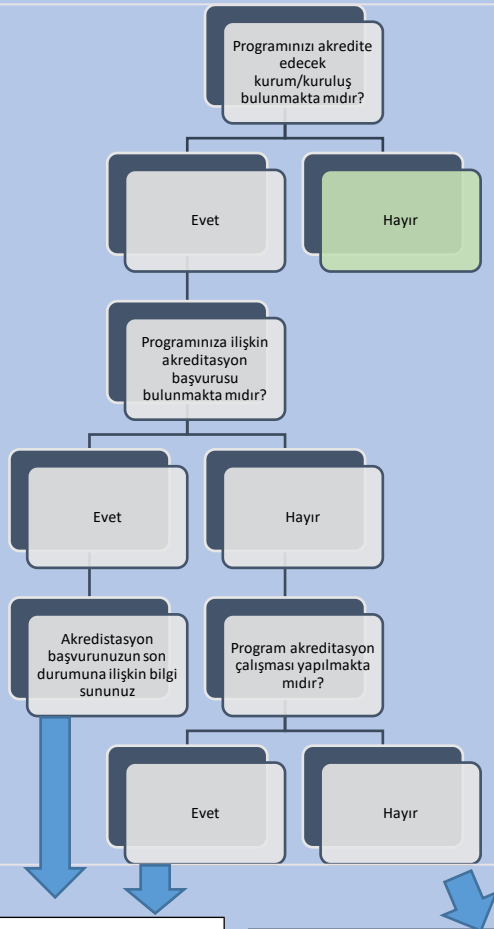 Programınızı akredite
edecek
kurum/kuruluş
bulunmakta mıdır?
Evet
Hayır
Programınıza ilişkin
akreditasyon
başvurusu
bulunmakta mıdır?
Evet
Hayır
Akredistasyon
başvurunuzun son
durumuna ilişkin bilgi
sununuz
Program akreditasyon
çalışması yapılmakta
mıdır?
Evet
Hayır